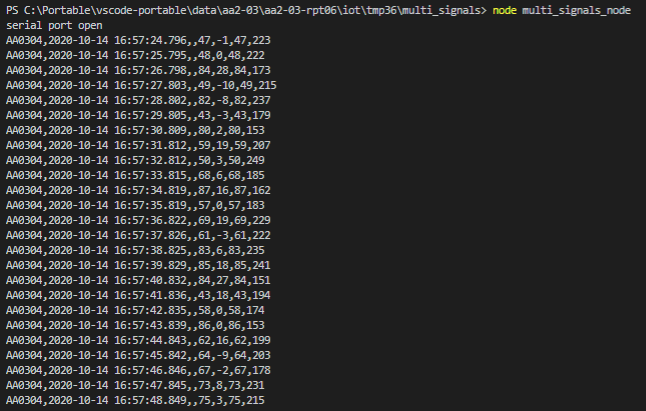 PS C:\Portable\vscode-portable\data\aa2-03\aa2-03-rpt06\iot\tmp36\multi_signals> node multi_signals_node
serial port open
AA0304,2020-10-14 16:57:24.796,,47,-1,47,223
AA0304,2020-10-14 16:57:25.795,,48,0,48,222
AA0304,2020-10-14 16:57:26.798,,84,28,84,173
AA0304,2020-10-14 16:57:27.803,,49,-10,49,215
AA0304,2020-10-14 16:57:28.802,,82,-8,82,237
AA0304,2020-10-14 16:57:29.805,,43,-3,43,179
AA0304,2020-10-14 16:57:30.809,,80,2,80,153
AA0304,2020-10-14 16:57:31.812,,59,19,59,207
AA0304,2020-10-14 16:57:32.812,,50,3,50,249
AA0304,2020-10-14 16:57:33.815,,68,6,68,185
AA0304,2020-10-14 16:57:34.819,,87,16,87,162
AA0304,2020-10-14 16:57:35.819,,57,0,57,183
AA0304,2020-10-14 16:57:36.822,,69,19,69,229
AA0304,2020-10-14 16:57:37.826,,61,-3,61,222
AA0304,2020-10-14 16:57:38.825,,83,6,83,235
AA0304,2020-10-14 16:57:39.829,,85,18,85,241
AA0304,2020-10-14 16:57:40.832,,84,27,84,151
AA0304,2020-10-14 16:57:41.836,,43,18,43,194
AA0304,2020-10-14 16:57:42.835,,58,0,58,174
AA0304,2020-10-14 16:57:43.839,,86,0,86,153
AA0304,2020-10-14 16:57:44.843,,62,16,62,199
AA0304,2020-10-14 16:57:45.842,,64,-9,64,203
AA0304,2020-10-14 16:57:46.846,,67,-2,67,178
AA0304,2020-10-14 16:57:47.845,,73,8,73,231
AA0304,2020-10-14 16:57:48.849,,75,3,75,215